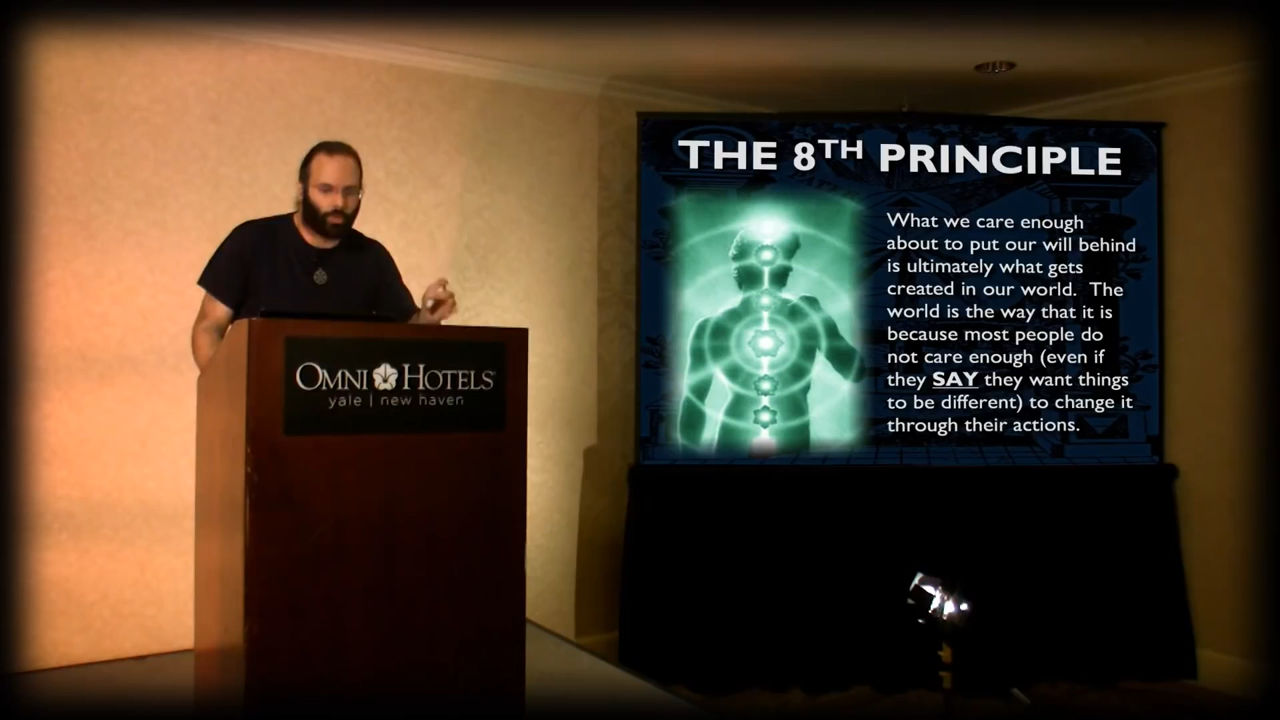 THE 8TH PRINCIPLE
What we care enough
about to put our will behind
is ultimately what gets
created in our world. The
world is the way that it is
because most people do
not care enough (even if
they SAY they want things
to be different) to change it
through their actions.
OMNI HOTELS
yale | new haven